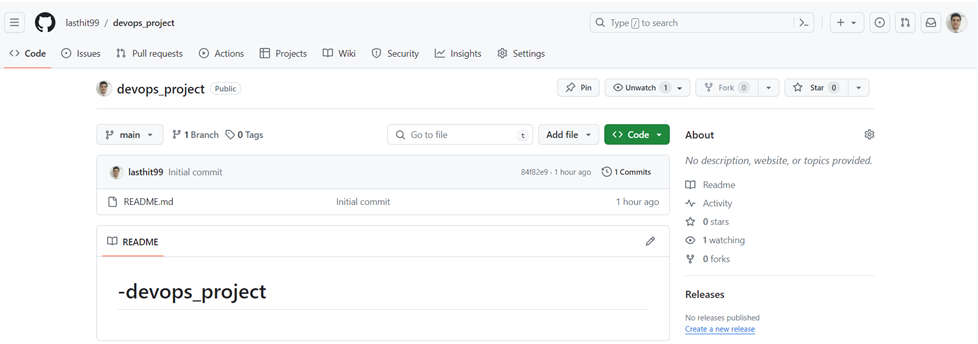 lasthit99 / devops_project
Type / to search
Code Issues Pull requests Actions Projects Wiki Security Insights Settings
devops_project Public
Pin Unwatch 1 Fork 0 Star 0
main 1 Branch 0 Tags Go to file t Add file Code
lasthit99 Initial commit 84f82e9 · 1 hour ago 1 Commits
README.md Initial commit 1 hour ago
README
-devops_project
About
No description, website, or topics provided.
Readme
Activity
0 stars
1 watching
0 forks
Releases
No releases published
Create a new release